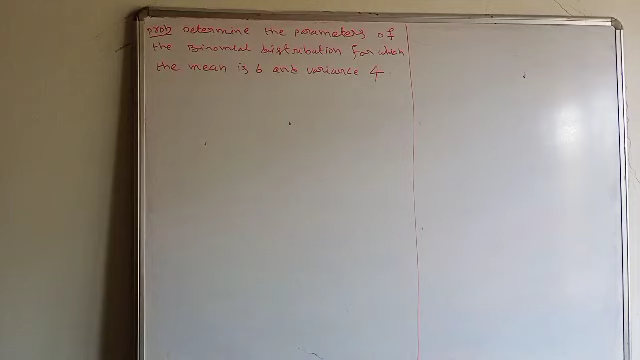 prob Determine the parameters of
the Binomial distribution for which
the mean is 6 and variance 4.